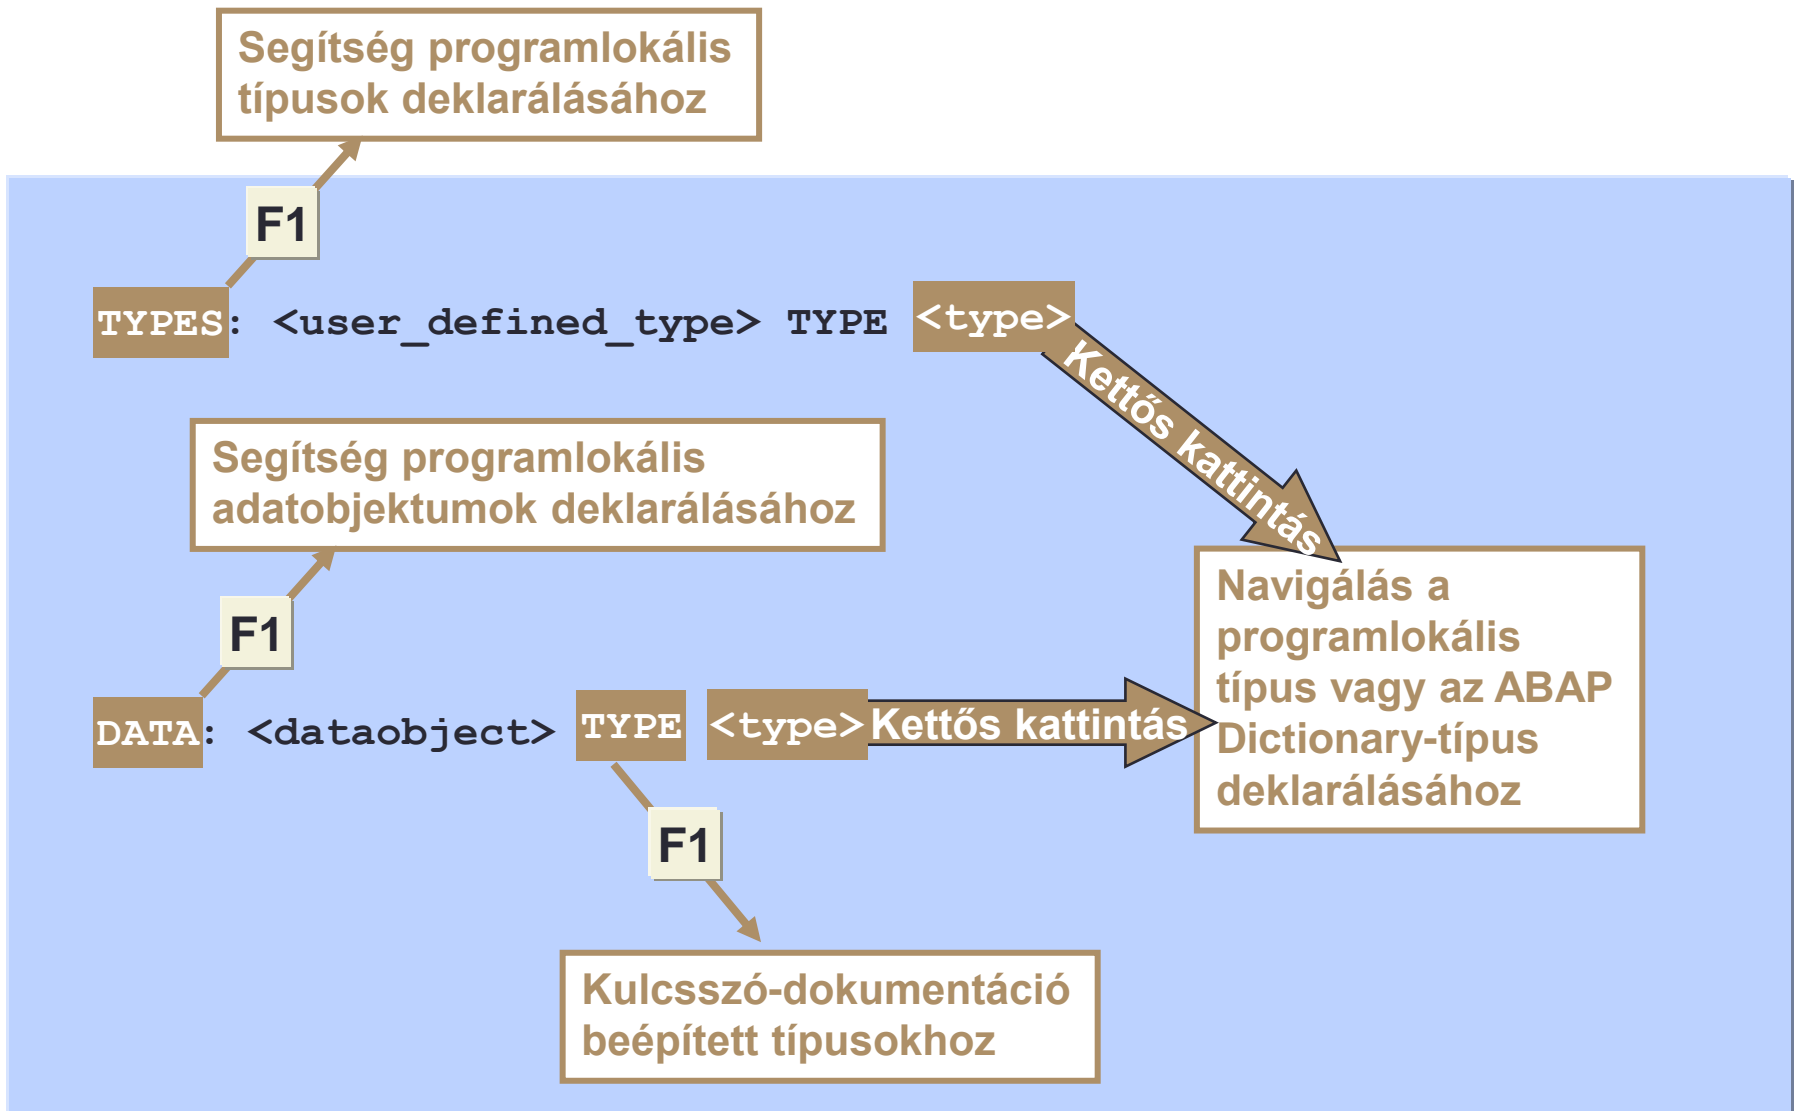 Segítség programlokális
típusok deklarálásához
F1
TYPES: <user_defined_type> TYPE <type>
Kettős kattintás
Segítség programlokális
adatobjektumok deklarálásához
F1
DATA: <dataobject> TYPE <type> Kettős kattintás
Navigálás a
programlokális
típus vagy az ABAP
Dictionary-típus
deklarálásához
F1
Kulcsszó-dokumentáció
beépített típusokhoz